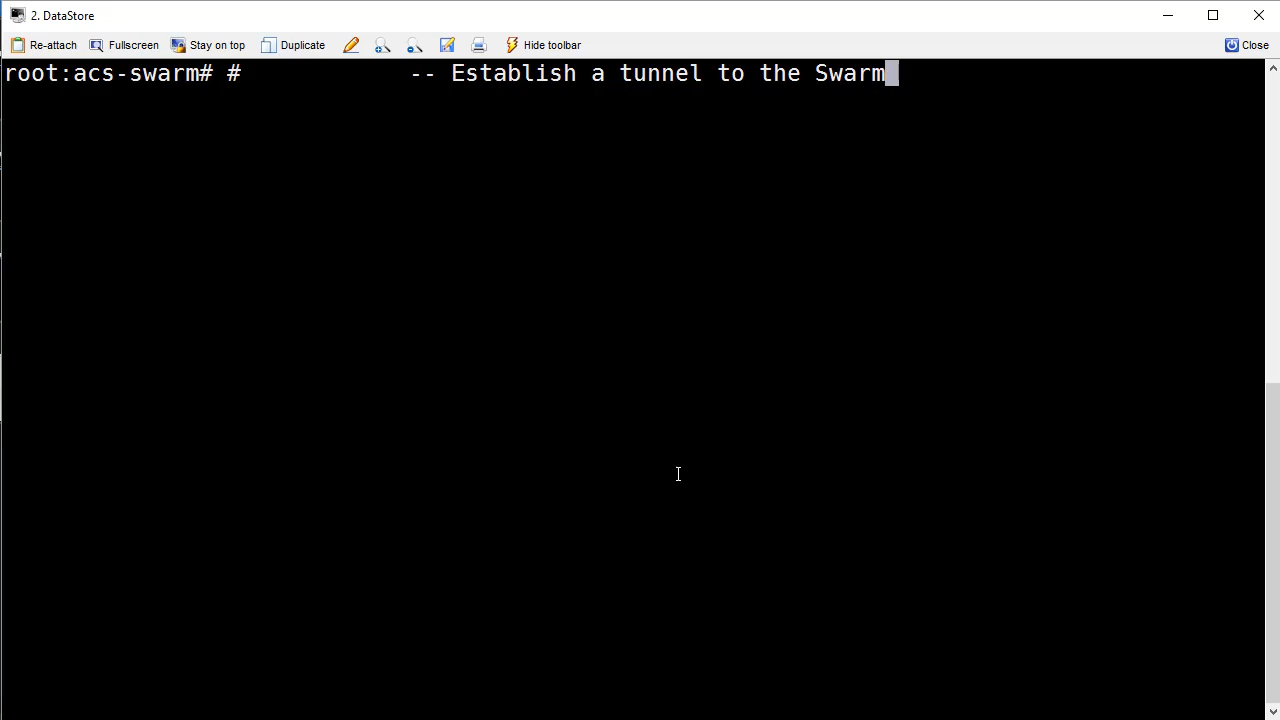 2. DataStore
Re-attach Fullscreen Stay on top Duplicate Hide toolbar Close
root:acs-swarm# # -- Establish a tunnel to the Swarm